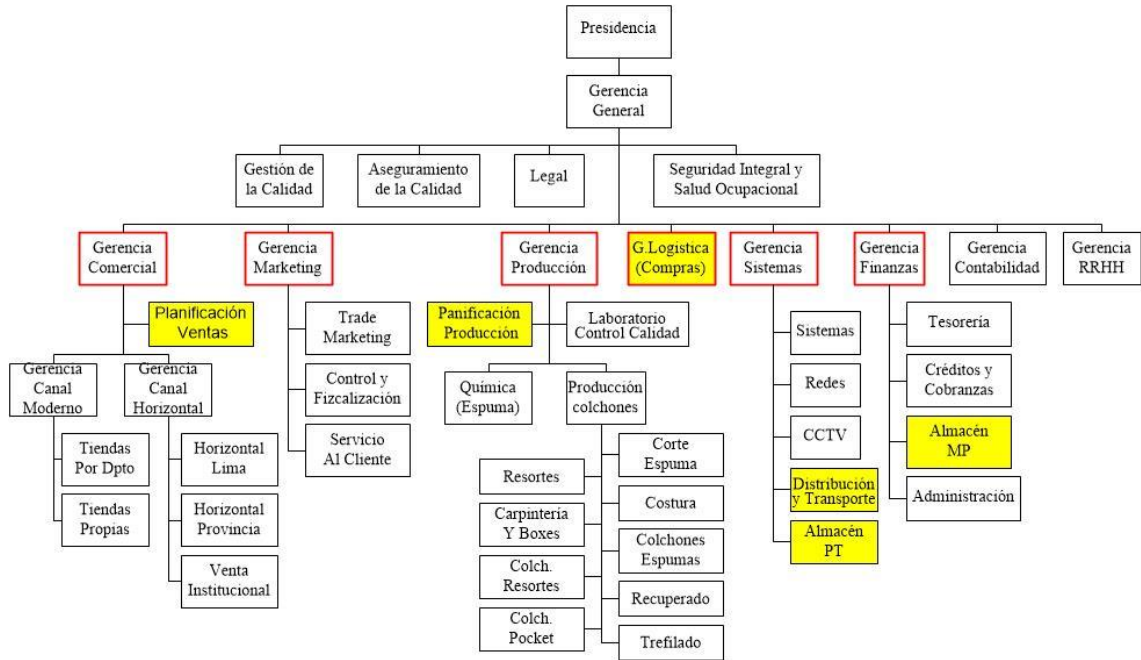 Presidencia
Gerencia
General
Gestión de
la Calidad
Aseguramiento
de la Calidad
Legal
Seguridad Integral y
Salud Ocupacional
Gerencia
Comercial
Gerencia
Marketing
Gerencia
Producción
G.Logistica
(Compras)
Gerencia
Sistemas
Gerencia
Finanzas
Gerencia
Contabilidad
Gerencia
RRHH
Planificación
Ventas
Gerencia
Canal
Moderno
Gerencia
Canal
Horizontal
Tiendas
Por Dpto
Tiendas
Propias
Horizontal
Lima
Horizontal
Provincia
Venta
Institucional
Trade
Marketing
Control y
Fizcalización
Servicio
Al Cliente
Panificación
Producción
Laboratorio
Control Calidad
Química
(Espuma)
Producción
colchones
Resortes
Carpintería
Y Boxes
Colch.
Resortes
Colch.
Pocket
Corte
Espuma
Costura
Colchones
Espumas
Recuperado
Trefilado
Sistemas
Redes
CCTV
Distribución
y Transporte
Almacén
PT
Tesorería
Créditos y
Cobranzas
Almacén
MP
Administración